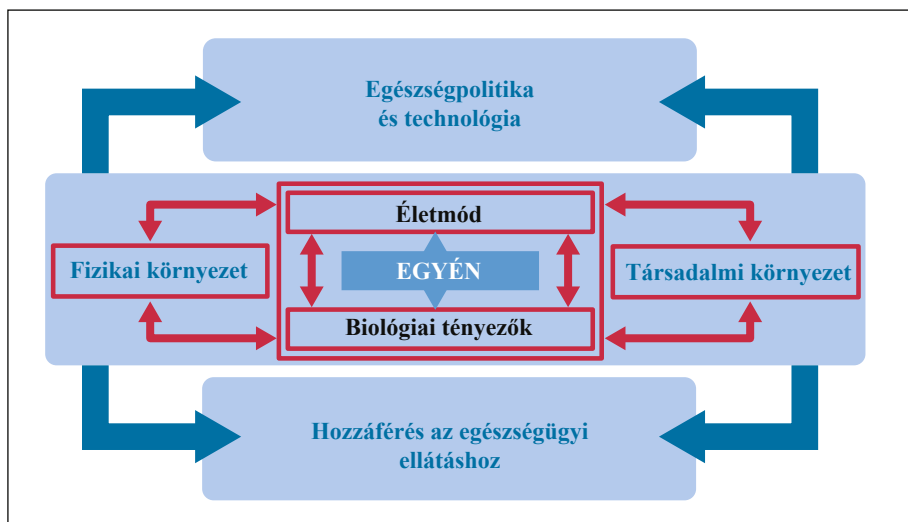 Egészségpolitika
és technológia
Életmód
Fizikai környezet
EGYÉN
Társadalmi környezet
Biológiai tényezők
Hozzáférés az egészségügyi
ellátáshoz